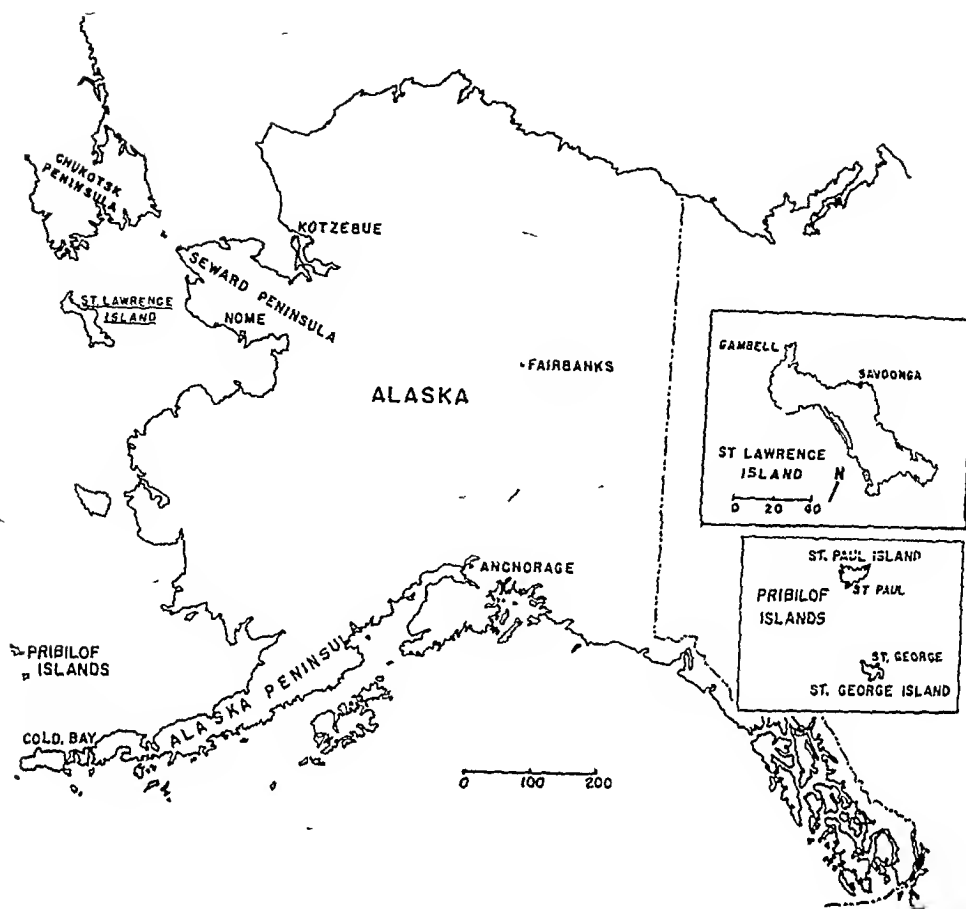 CHUKOTSK
PENINSULA
KOTZEBUE
SEWARD PENINSULA
ST. LAWRENCE
ISLAND
NOME
FAIRBANKS
ALASKA
GAMBELL
SAVOONGA
ST LAWRENCE
ISLAND
N
0 20 40
ANCHORAGE
ST. PAUL ISLAND
ST PAUL
PRIBILOF
ISLANDS
ST. GEORGE
ST. GEORGE ISLAND
PRIBILOF
ISLANDS
ALASKA PENINSULA
COLD. BAY
0 100 200